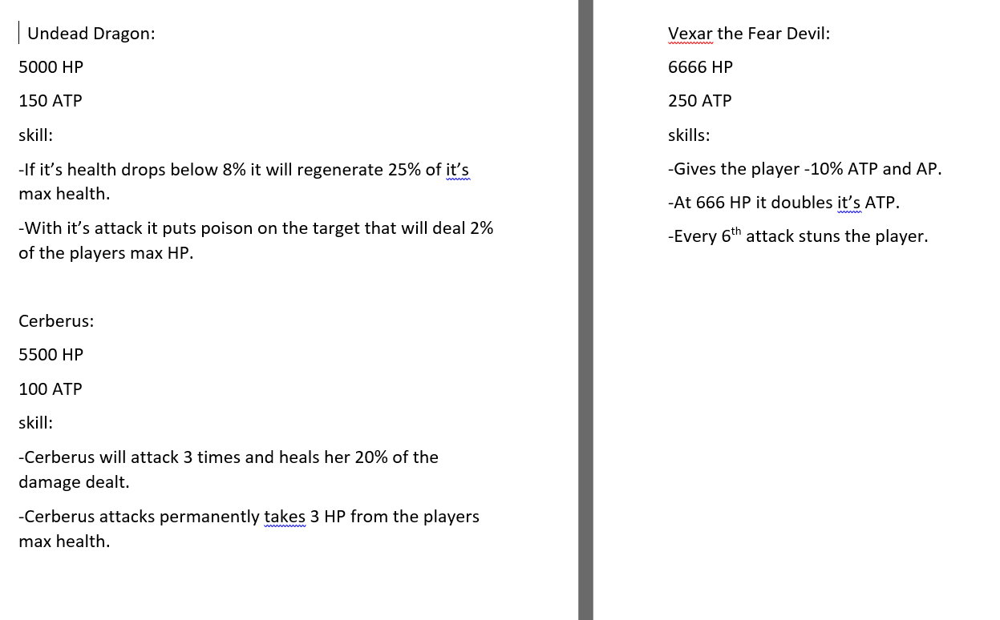 Undead Dragon:
5000 HP
150 ATP
skill:
-If it’s health drops below 8% it will regenerate 25% of it’s
max health.
-With it’s attack it puts poison on the target that will deal 2%
of the players max HP.
Cerberus:
5500 HP
100 ATP
skill:
-Cerberus will attack 3 times and heals her 20% of the
damage dealt.
-Cerberus attacks permanently takes 3 HP from the players
max health.
Vexar the Fear Devil:
6666 HP
250 ATP
skills:
-Gives the player -10% ATP and AP.
-At 666 HP it doubles it’s ATP.
-Every 6th attack stuns the player.